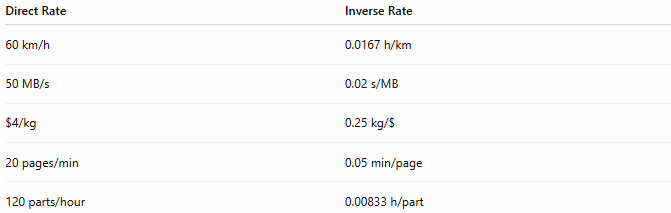 Direct Rate Inverse Rate
60 km/h 0.0167 h/km
50 MB/s 0.02 s/MB
$4/kg 0.25 kg/$
20 pages/min 0.05 min/page
120 parts/hour 0.00833 h/part